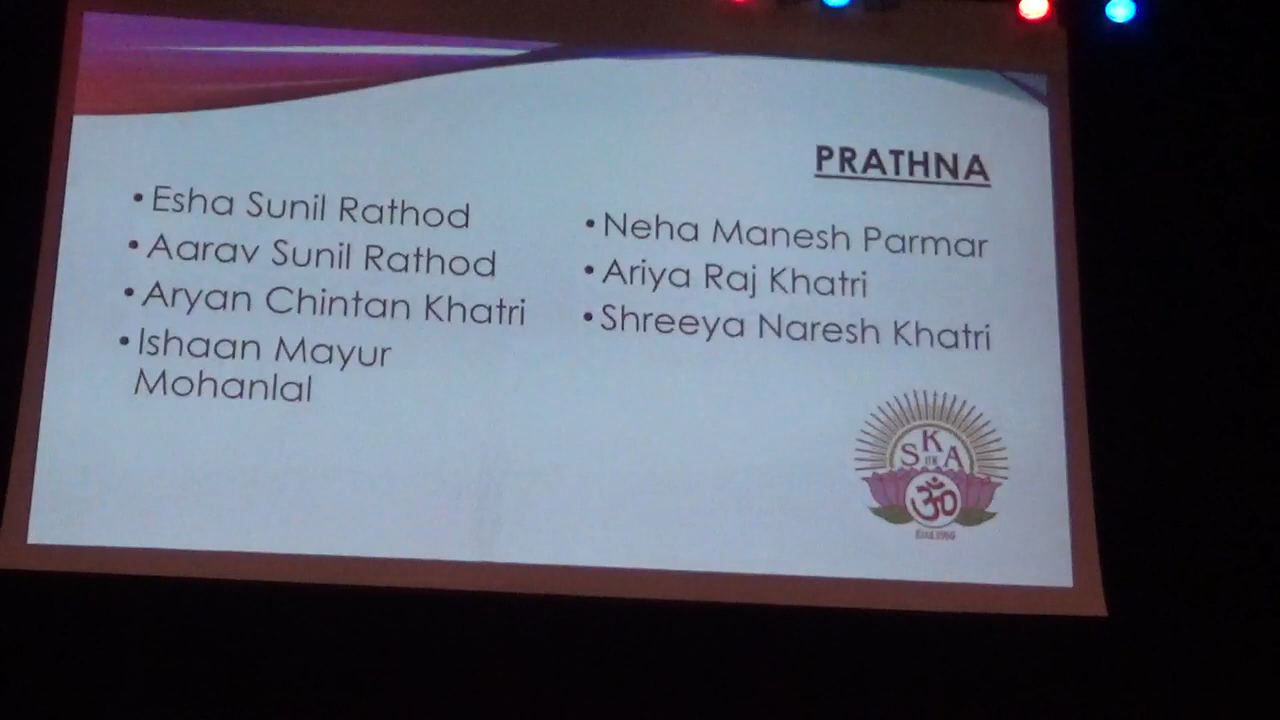 PRATHNA
• Esha Sunil Rathod
• Aarav Sunil Rathod
• Aryan Chintan Khatri
• Ishaan Mayur
Mohanlal
• Neha Manesh Parmar
• Ariya Raj Khatri
• Shreeya Naresh Khatri
SKA
UK
ॐ